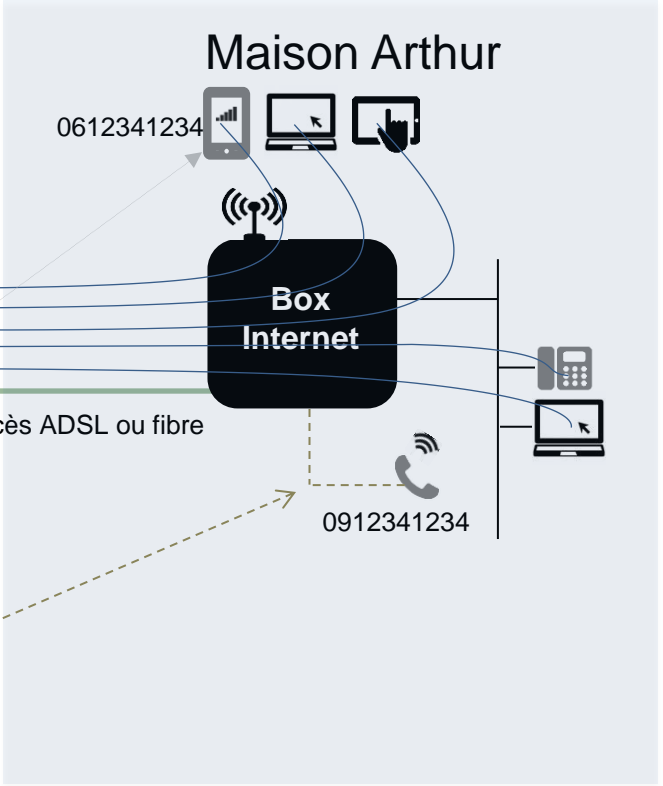 Maison Arthur
0612341234
Box
Internet
cès ADSL ou fibre
0912341234